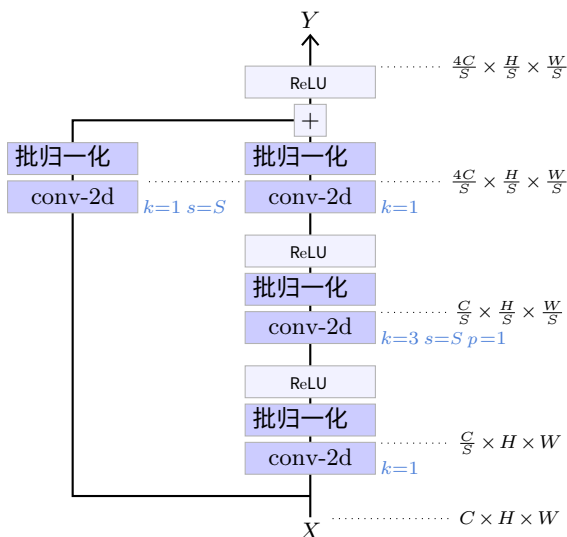 Y
ReLU
4C/S × H/S × W/S
+
批归一化
批归一化
conv-2d
k=1 s=S
conv-2d
k=1
4C/S × H/S × W/S
ReLU
批归一化
conv-2d
k=3 s=S p=1
C/S × H/S × W/S
ReLU
批归一化
conv-2d
k=1
C/S × H × W
X
C × H × W